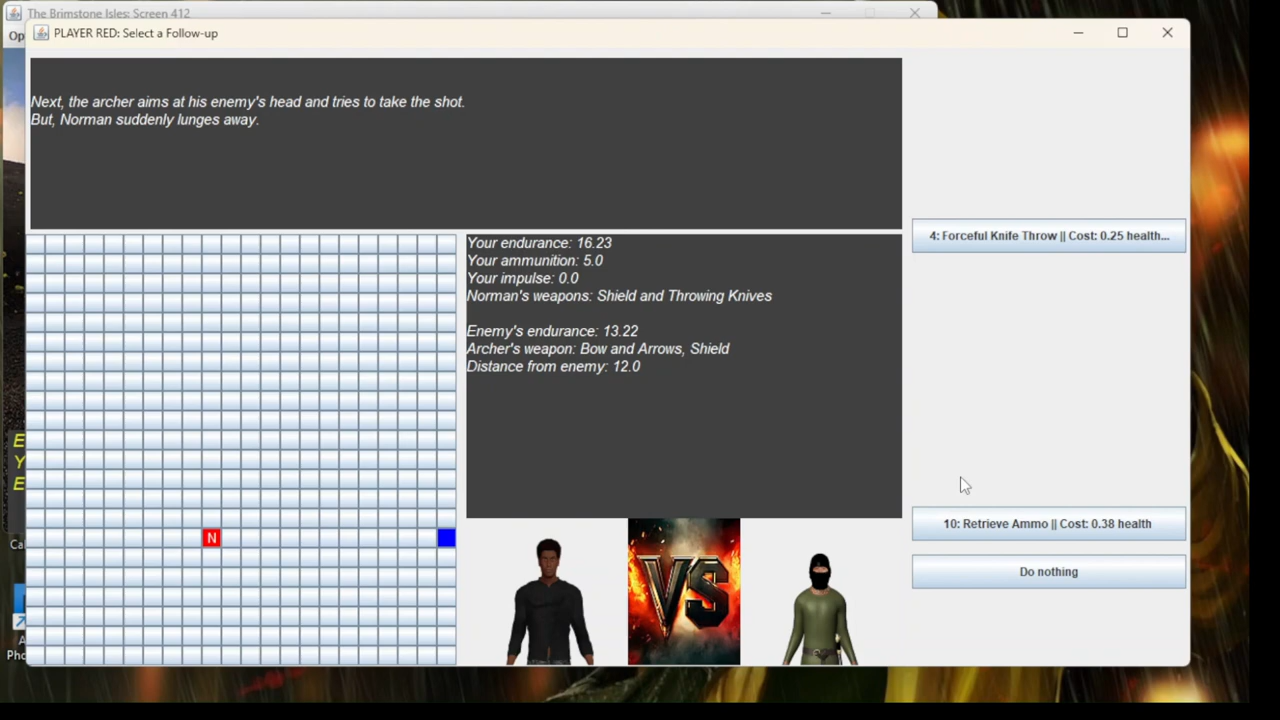 The Brimstone Isles: Screen 412
Op
PLAYER RED: Select a Follow-up
Next, the archer aims at his enemy's head and tries to take the shot.
But, Norman suddenly lunges away.
4: Forceful Knife Throw || Cost: 0.25 health...
Your endurance: 16.23
Your ammunition: 5.0
Your impulse: 0.0
Norman's weapons: Shield and Throwing Knives
Enemy's endurance: 13.22
Archer's weapon: Bow and Arrows, Shield
Distance from enemy: 12.0
E
Y
E
N
10: Retrieve Ammo || Cost: 0.38 health
Do nothing
VS
Ca
A
Pho